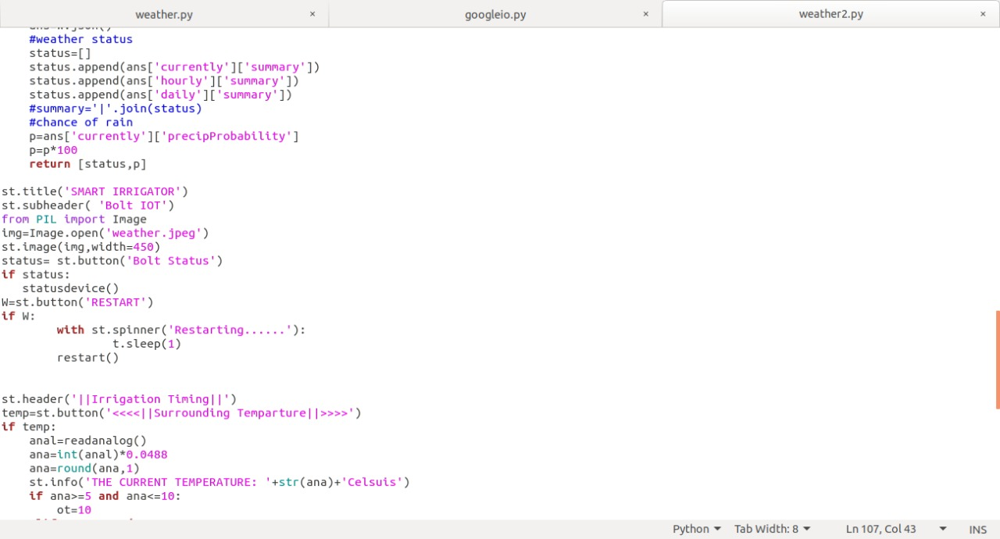 weather.py × googleio.py × weather2.py ×
#weather status
status=[]
status.append(ans['currently']['summary'])
status.append(ans['hourly']['summary'])
status.append(ans['daily']['summary'])
#summary='|'.join(status)
#chance of rain
p=ans['currently']['precipProbability']
p=p*100
return [status,p]
st.title('SMART IRRIGATOR')
st.subheader( 'Bolt IOT')
from PIL import Image
img=Image.open('weather.jpeg')
st.image(img,width=450)
status= st.button('Bolt Status')
if status:
statusdevice()
W=st.button('RESTART')
if W:
with st.spinner('Restarting......'):
t.sleep(1)
restart()
st.header('||Irrigation Timing||')
temp=st.button('<<<<||Surrounding Temparture||>>>>')
if temp:
anal=readanalog()
ana=int(anal)*0.0488
ana=round(ana,1)
st.info('THE CURRENT TEMPERATURE: '+str(ana)+'Celsuis')
if ana>=5 and ana<=10:
ot=10
Python Tab Width: 8 Ln 107, Col 43 INS